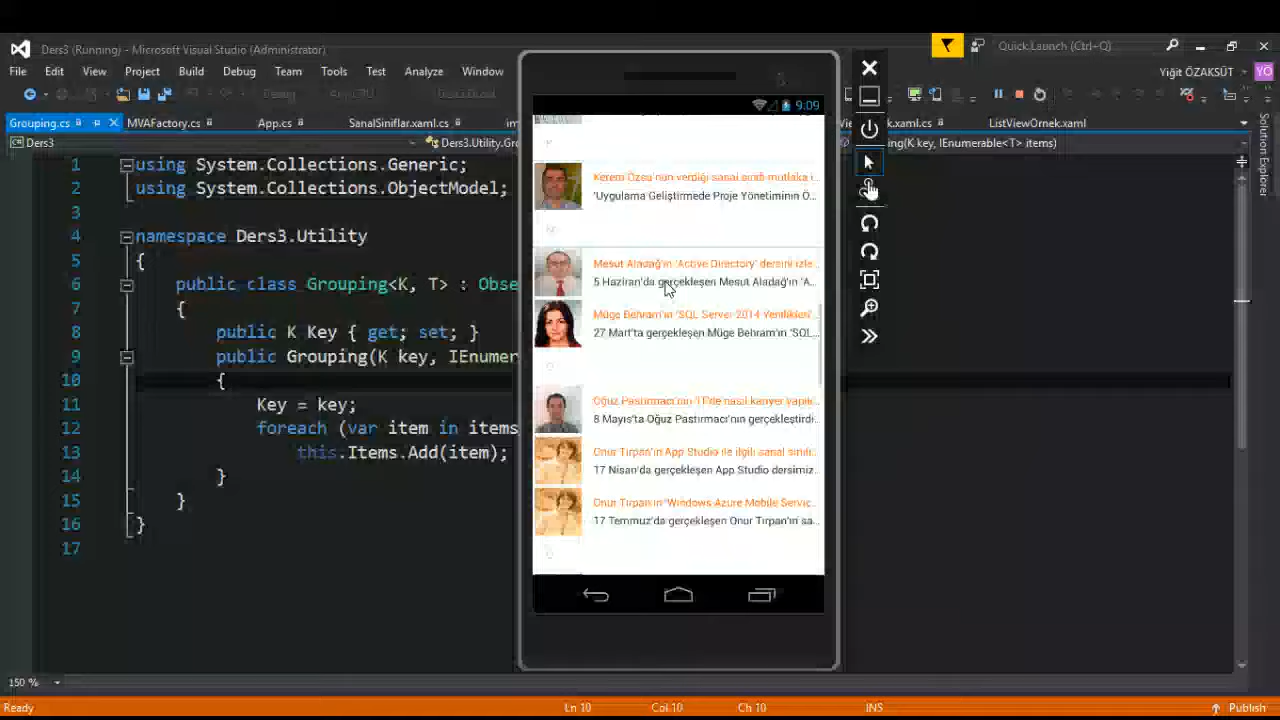 Ders3 (Running) - Microsoft Visual Studio (Administrator)
Quick Launch (Ctrl+Q)
File Edit View Project Build Debug Team Tools Test Analyze Window
Yiğit ÖZAKSÜT
YO
Debug
Grouping.cs
MVAFactory.cs
App.cs
SanalSiniflar.xaml.cs
.xaml.cs
ListViewOrnek.xaml
Ders3
Ders3.Utility.Gro
ng(K key, IEnumerable<T> items)
Solution Explorer
1 using System.Collections.Generic;
2 using System.Collections.ObjectModel;
3
4 namespace Ders3.Utility
5 {
6 public class Grouping<K, T> : Obse
7 {
8 public K Key { get; set; }
9 public Grouping(K key, IEnumer
10 {
11 Key = key;
12 foreach (var item in items
13 this.Items.Add(item);
14 }
15 }
16 }
17
9:09
Kerem Özsu'nun verdiği sanal sınıfı mutlaka i...
'Uygulama Geliştirmede Proje Yönetiminin Ö...
Mesut Aladağ'ın 'Active Directory' dersini izle...
5 Haziran'da gerçekleşen Mesut Aladağ'ın 'A...
Müge Behram'ın 'SQL Server 2014 Yenilikleri'...
27 Mart'ta gerçekleşen Müge Behram'ın 'SQL...
O
Oğuz Pastırmacı'nın 'IT'de nasıl kariyer yapılı...
8 Mayıs'ta Oğuz Pastırmacı'nın gerçekleştirdi...
Onur Tırpan'ın App Studio ile ilgili sanal sınıfı...
17 Nisan'da gerçekleşen App Studio dersimiz...
Onur Tırpan'ın 'Windows Azure Mobile Servic...
17 Temmuz'da gerçekleşen Onur Tırpan'ın sa...
150 %
Ready
Ln 10
Col 10
Ch 10
INS
Publish